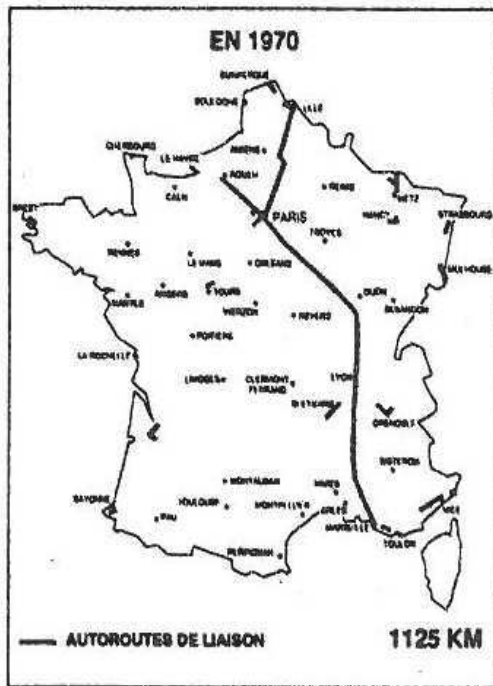 EN 1970
DUNKERQUE
BOULOGNE
LILLE
CHERBOURG
LE HAVRE
AMIENS
ROUEN
CAEN
REIMS
METZ
BREST
PARIS
NANCY
STRASBOURG
TROYES
RENNES
LE MANS
ORLEANS
MULHOUSE
ANGERS
TOURS
DIJON
NANTES
VIERZON
NEVERS
BESANCON
POITIERS
LA ROCHELLE
LIMOGES
CLERMONT
FERRAND
LYON
ST ETIENNE
GRENOBLE
SISTERON
MONTAUBAN
NIMES
BAYONNE
TOULOUSE
MONTPELLIER
ARLES
NICE
PAU
MARSEILLE
TOULON
PERPIGNAN
AUTOROUTES DE LIAISON
1125 KM